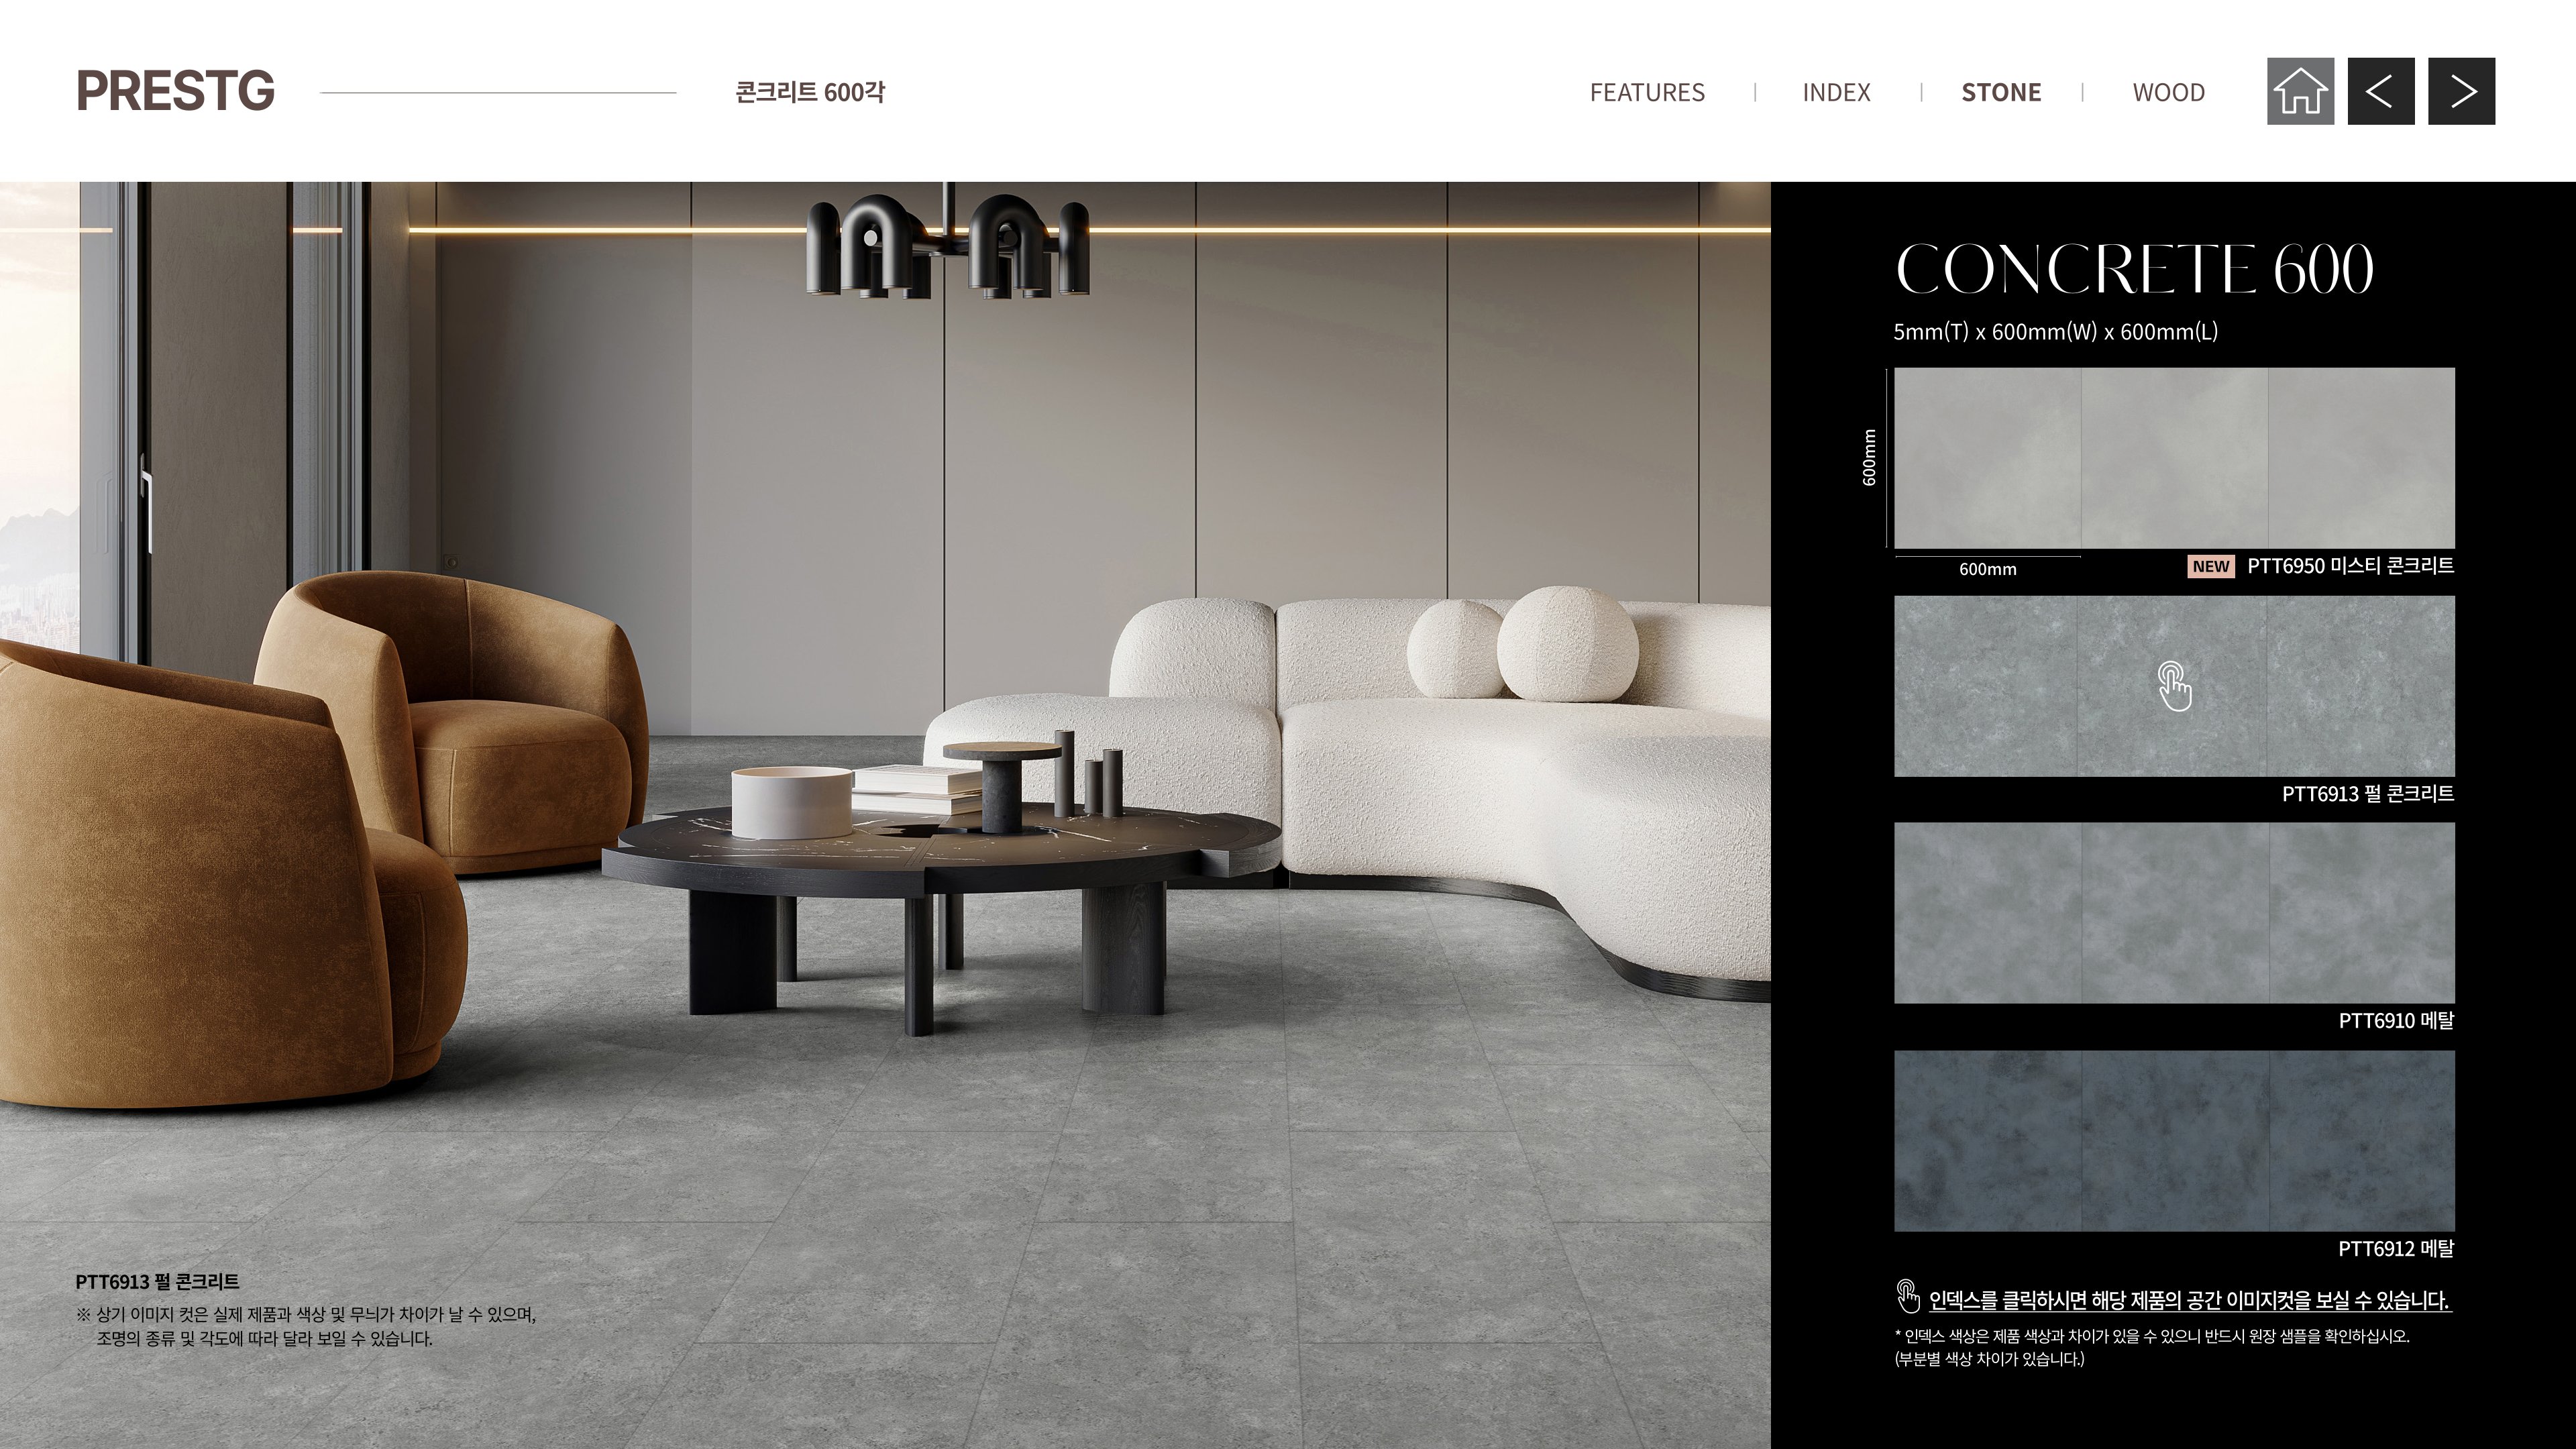 PRESTG
콘크리트 600각
FEATURES | INDEX | STONE | WOOD
CONCRETE 600
5mm(T) x 600mm(W) x 600mm(L)
600mm
600mm
NEW PTT6950 미스티 콘크리트
PTT6913 펄 콘크리트
PTT6910 메탈
PTT6912 메탈
인덱스를 클릭하시면 해당 제품의 공간 이미지컷을 보실 수 있습니다.
* 인덱스 색상은 제품 색상과 차이가 있을 수 있으니 반드시 원장 샘플을 확인하십시오.
(부분별 색상 차이가 있습니다.)
PTT6913 펄 콘크리트
※ 상기 이미지 컷은 실제 제품과 색상 및 무늬가 차이가 날 수 있으며,
조명의 종류 및 각도에 따라 달라 보일 수 있습니다.